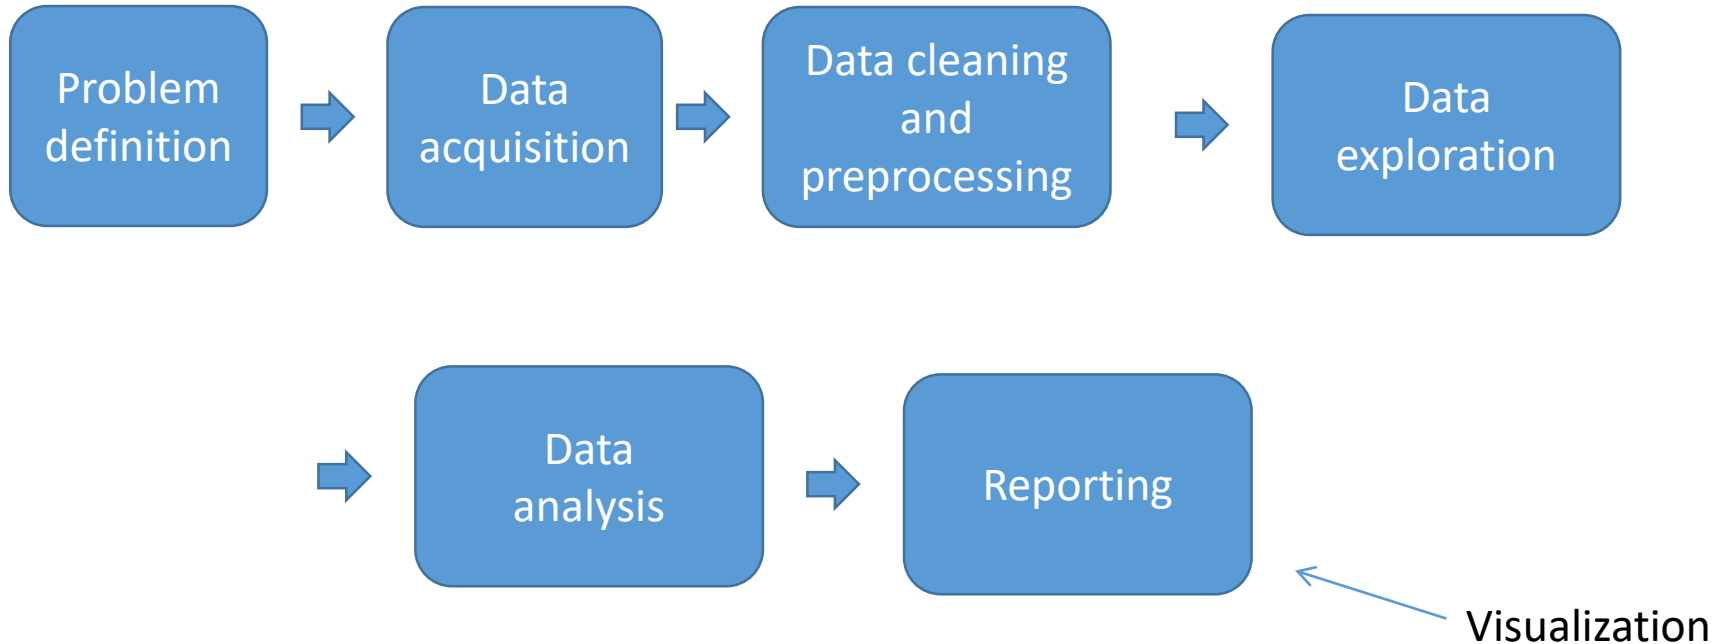 Problem
definition
Data
acquisition
Data cleaning
and
preprocessing
Data
exploration
Data
analysis
Reporting
Visualization